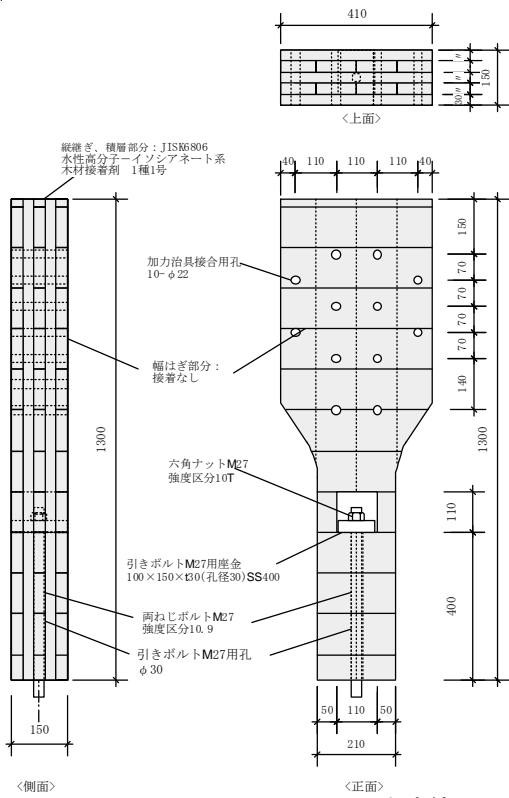 410
〃
〃
〃
30
150
<上面>
縦継ぎ、積層部分：JISK6806
水性高分子－イソシアネート系
木材接着剤　1種1号
40 110 110 110 40
150
加力治具接合用孔
10-φ22
70
70
70
70
幅はぎ部分：
接着なし
140
1300
1300
六角ナットM27
強度区分10T
110
引きボルトM27用座金
100×150×t30(孔径30)SS400
400
両ねじボルトM27
強度区分10.9
引きボルトM27用孔
φ30
50 110 50
150
210
<側面>
<正面>